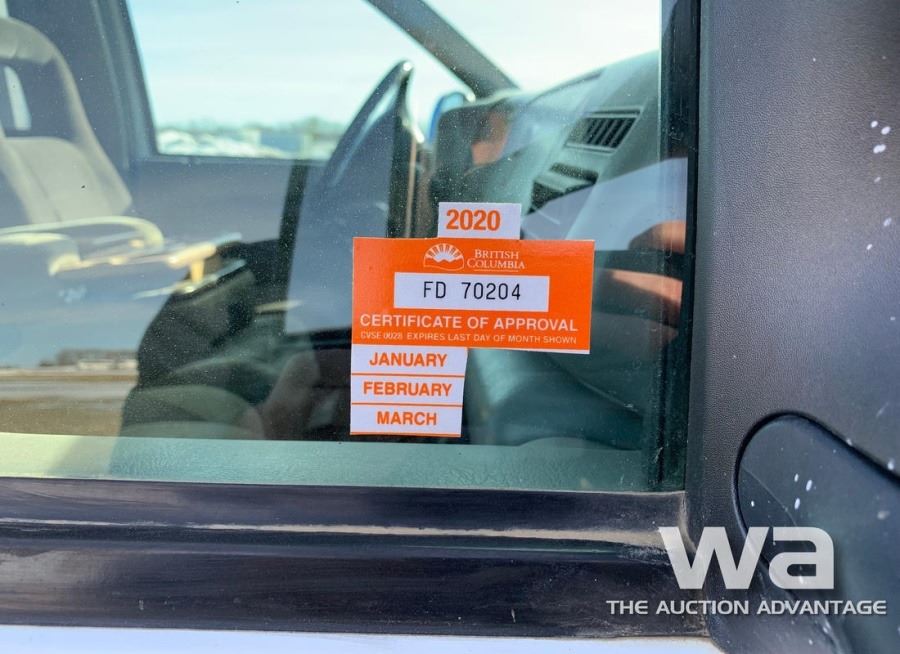 2020
BRITISH
COLUMBIA
FD 70204
CERTIFICATE OF APPROVAL
CVSE 0028 EXPIRES LAST DAY OF MONTH SHOWN
JANUARY
FEBRUARY
MARCH
wa
THE AUCTION ADVANTAGE